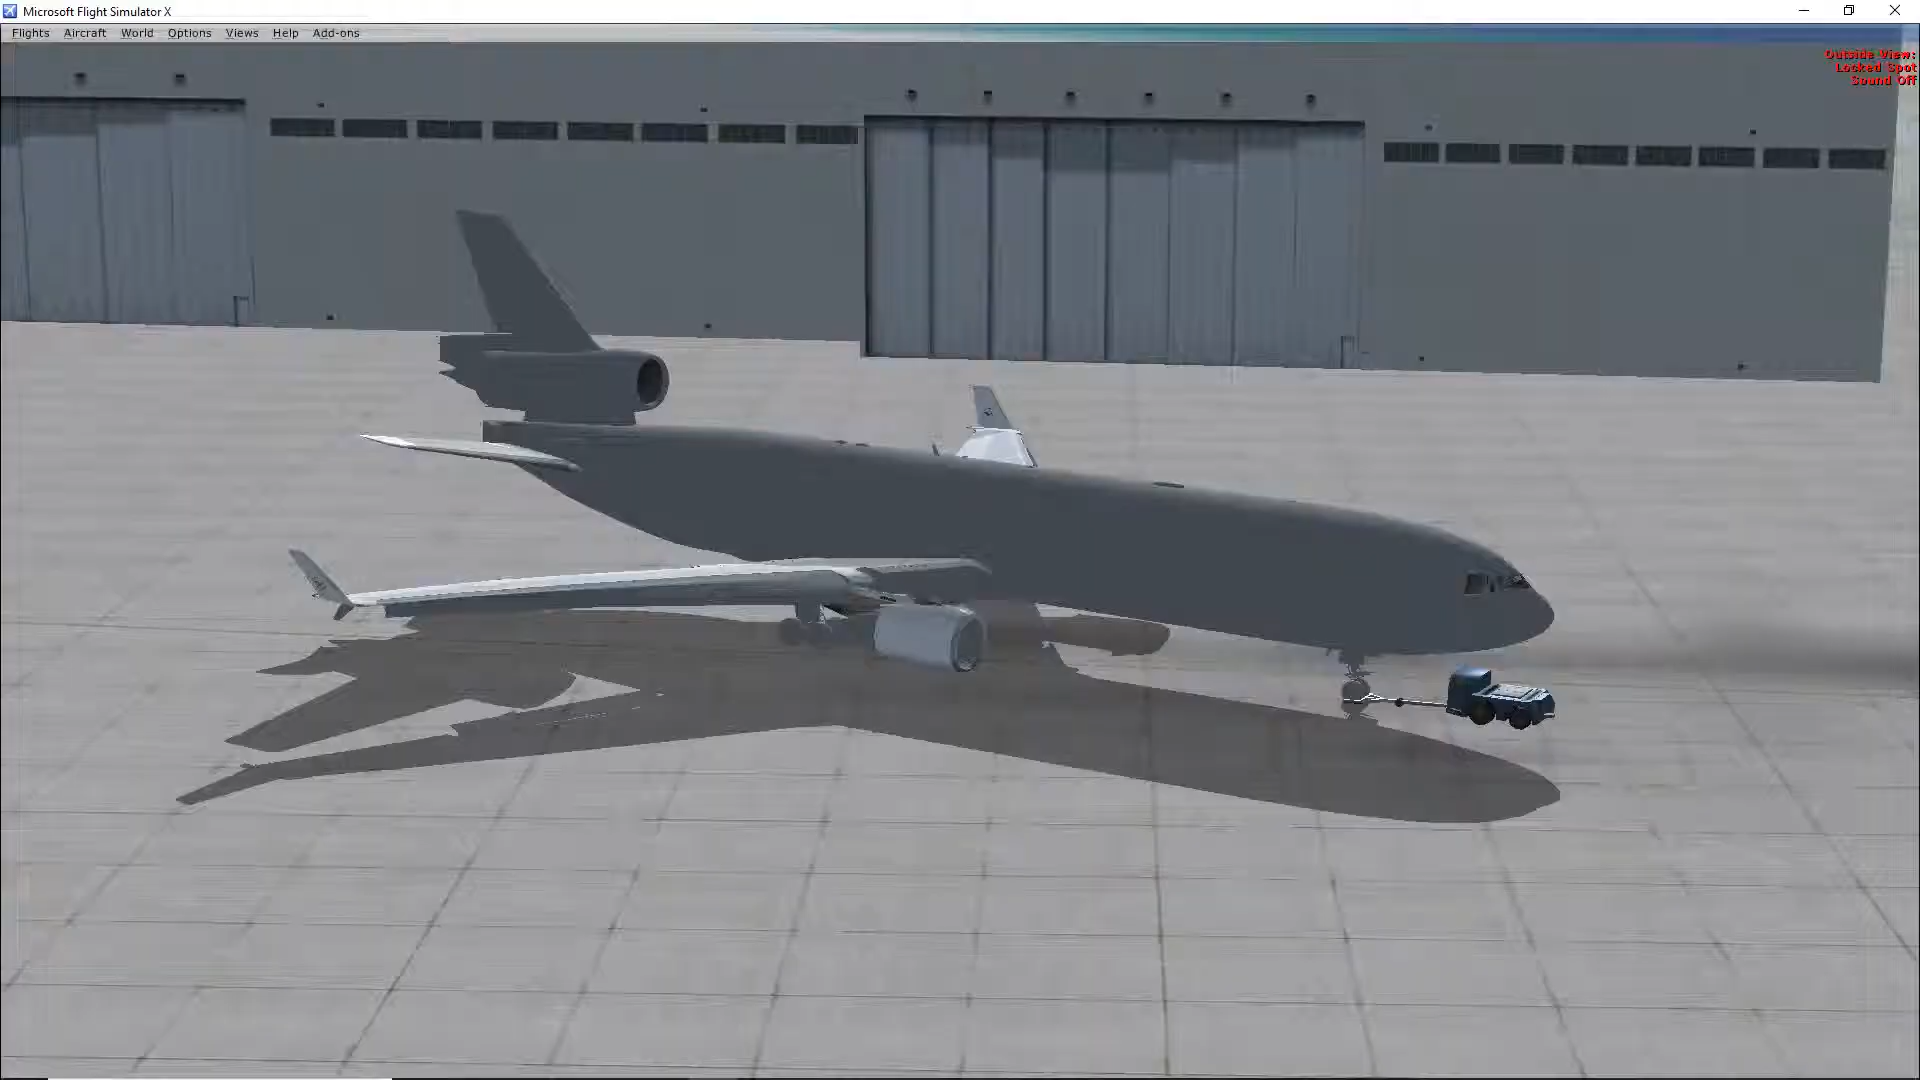 Microsoft Flight Simulator X
Flights Aircraft World Options Views Help Add-ons
Outside View:
Locked Spot
Sound Off